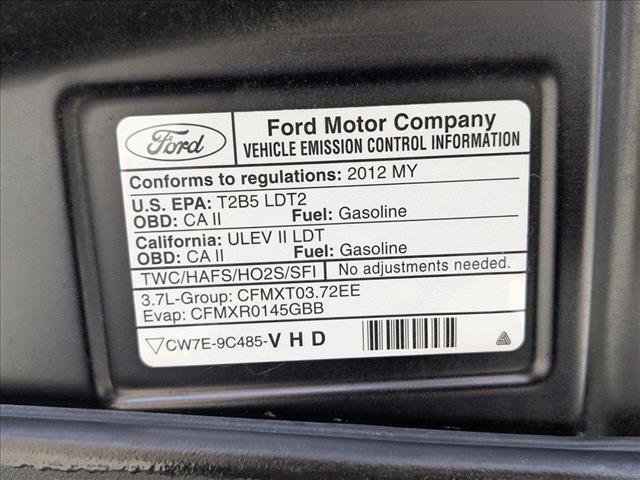 Ford
Ford Motor Company
VEHICLE EMISSION CONTROL INFORMATION
Conforms to regulations: 2012 MY
U.S. EPA: T2B5 LDT2
OBD: CA II Fuel: Gasoline
California: ULEV II LDT
OBD: CA II Fuel: Gasoline
TWC/HAFS/HO2S/SFI No adjustments needed.
3.7L-Group: CFMXT03.72EE
Evap: CFMXR0145GBB
CW7E-9C485-V H D